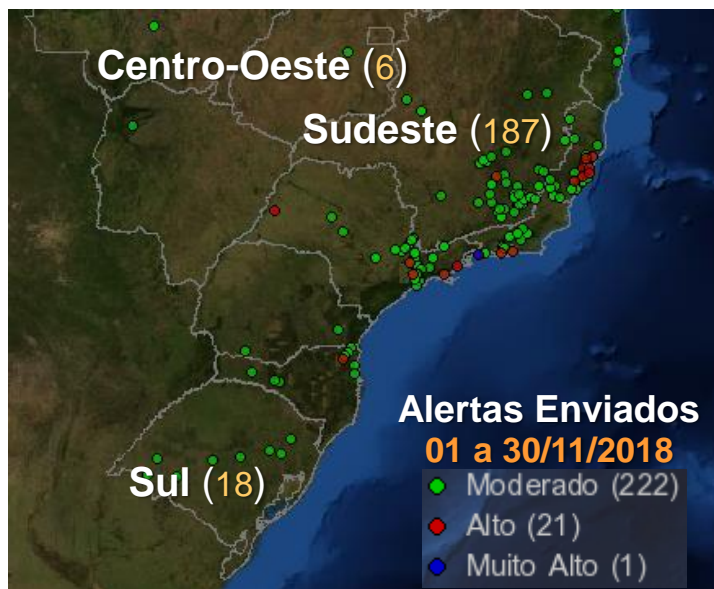 Centro-Oeste (6)
Sudeste (187)
Alertas Enviados
01 a 30/11/2018
Sul (18)
Moderado (222)
Alto (21)
Muito Alto (1)